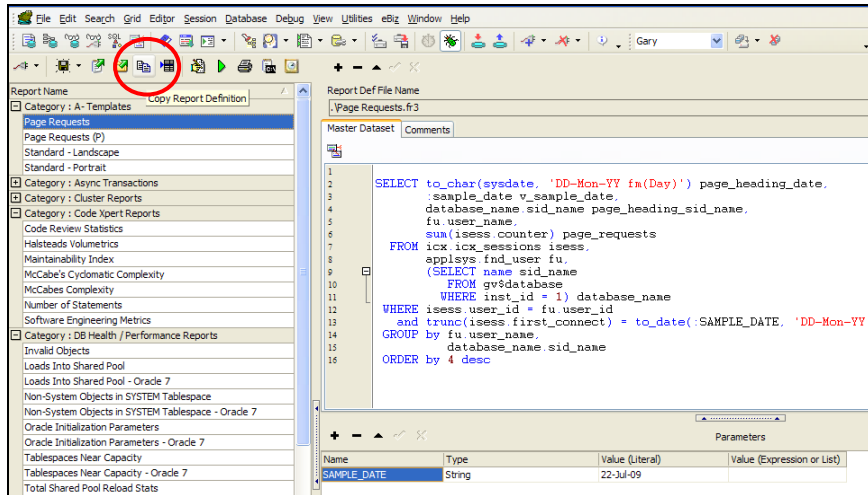 File Edit Search Grid Editor Session Database Debug View Utilities eBiz Window Help
SQL
Gary
Report Name
Copy Report Definition
Category : A- Templates
Page Requests
Page Requests (P)
Standard - Landscape
Standard - Portrait
Category : Async Transactions
Category : Cluster Reports
Category : Code Xpert Reports
Code Review Statistics
Halsteads Volumetrics
Maintainability Index
McCabe's Cyclomatic Complexity
McCabes Complexity
Number of Statements
Software Engineering Metrics
Category : DB Health / Performance Reports
Invalid Objects
Loads Into Shared Pool
Loads Into Shared Pool - Oracle 7
Non-System Objects in SYSTEM Tablespace
Non-System Objects in SYSTEM Tablespace - Oracle 7
Oracle Initialization Parameters
Oracle Initialization Parameters - Oracle 7
Tablespaces Near Capacity
Tablespaces Near Capacity - Oracle 7
Total Shared Pool Reload Stats
Report Def File Name
.\Page Requests.fr3
Master Dataset Comments
1
2 SELECT to_char(sysdate, 'DD-Mon-YY fm(Day)') page_heading_date,
3 :sample_date v_sample_date,
4 database_name.sid_name page_heading_sid_name,
5 fu.user_name,
6 sum(isess.counter) page_requests
7 FROM icx.icx_sessions isess,
8 applsys.fnd_user fu,
9 (SELECT name sid_name
10 FROM gv$database
11 WHERE inst_id = 1) database_name
12 WHERE isess.user_id = fu.user_id
13 and trunc(isess.first_connect) = to_date(:SAMPLE_DATE, 'DD-Mon-YY
14 GROUP by fu.user_name,
15 database_name.sid_name
16 ORDER by 4 desc
Parameters
Name Type Value (Literal) Value (Expression or List)
SAMPLE_DATE String 22-Jul-09